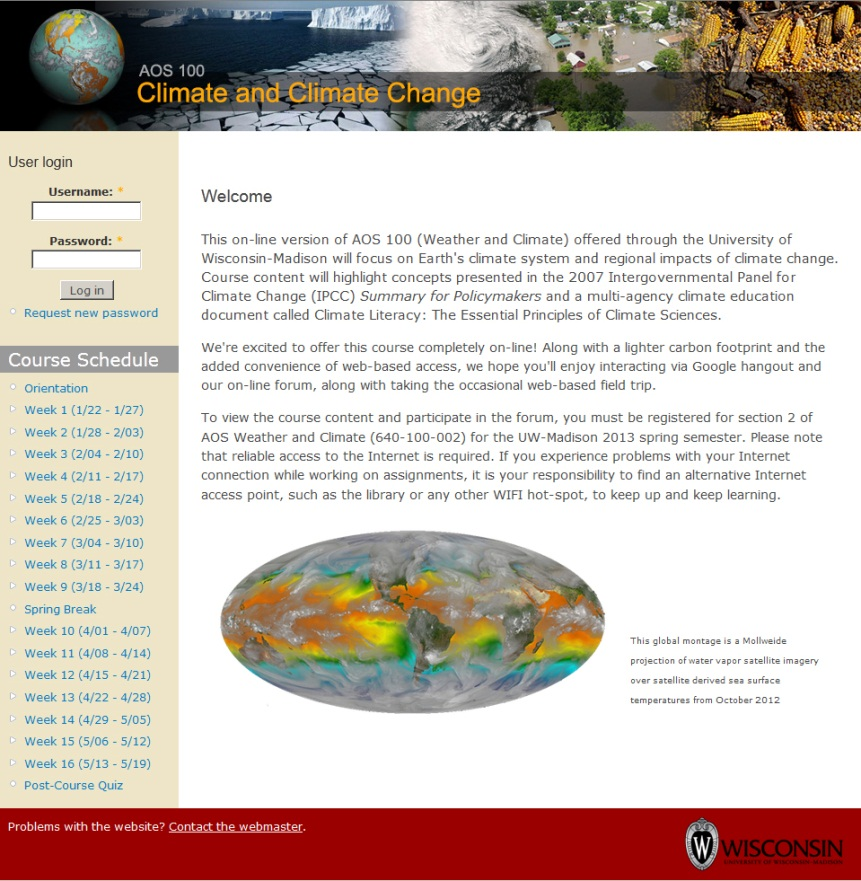 AOS 100
Climate and Climate Change
User login
Username: *
Password: *
Log in
Request new password
Course Schedule
Orientation
Week 1 (1/22 - 1/27)
Week 2 (1/28 - 2/03)
Week 3 (2/04 - 2/10)
Week 4 (2/11 - 2/17)
Week 5 (2/18 - 2/24)
Week 6 (2/25 - 3/03)
Week 7 (3/04 - 3/10)
Week 8 (3/11 - 3/17)
Week 9 (3/18 - 3/24)
Spring Break
Week 10 (4/01 - 4/07)
Week 11 (4/08 - 4/14)
Week 12 (4/15 - 4/21)
Week 13 (4/22 - 4/28)
Week 14 (4/29 - 5/05)
Week 15 (5/06 - 5/12)
Week 16 (5/13 - 5/19)
Post-Course Quiz
Welcome
This on-line version of AOS 100 (Weather and Climate) offered through the University of
Wisconsin-Madison will focus on Earth's climate system and regional impacts of climate change.
Course content will highlight concepts presented in the 2007 Intergovernmental Panel for
Climate Change (IPCC) Summary for Policymakers and a multi-agency climate education
document called Climate Literacy: The Essential Principles of Climate Sciences.
We're excited to offer this course completely on-line! Along with a lighter carbon footprint and the
added convenience of web-based access, we hope you'll enjoy interacting via Google hangout and
our on-line forum, along with taking the occasional web-based field trip.
To view the course content and participate in the forum, you must be registered for section 2 of
AOS Weather and Climate (640-100-002) for the UW-Madison 2013 spring semester. Please note
that reliable access to the Internet is required. If you experience problems with your Internet
connection while working on assignments, it is your responsibility to find an alternative Internet
access point, such as the library or any other WIFI hot-spot, to keep up and keep learning.
This global montage is a Mollweide
projection of water vapor satellite imagery
over satellite derived sea surface
temperatures from October 2012
Problems with the website? Contact the webmaster.
W
WISCONSIN
UNIVERSITY OF WISCONSIN-MADISON